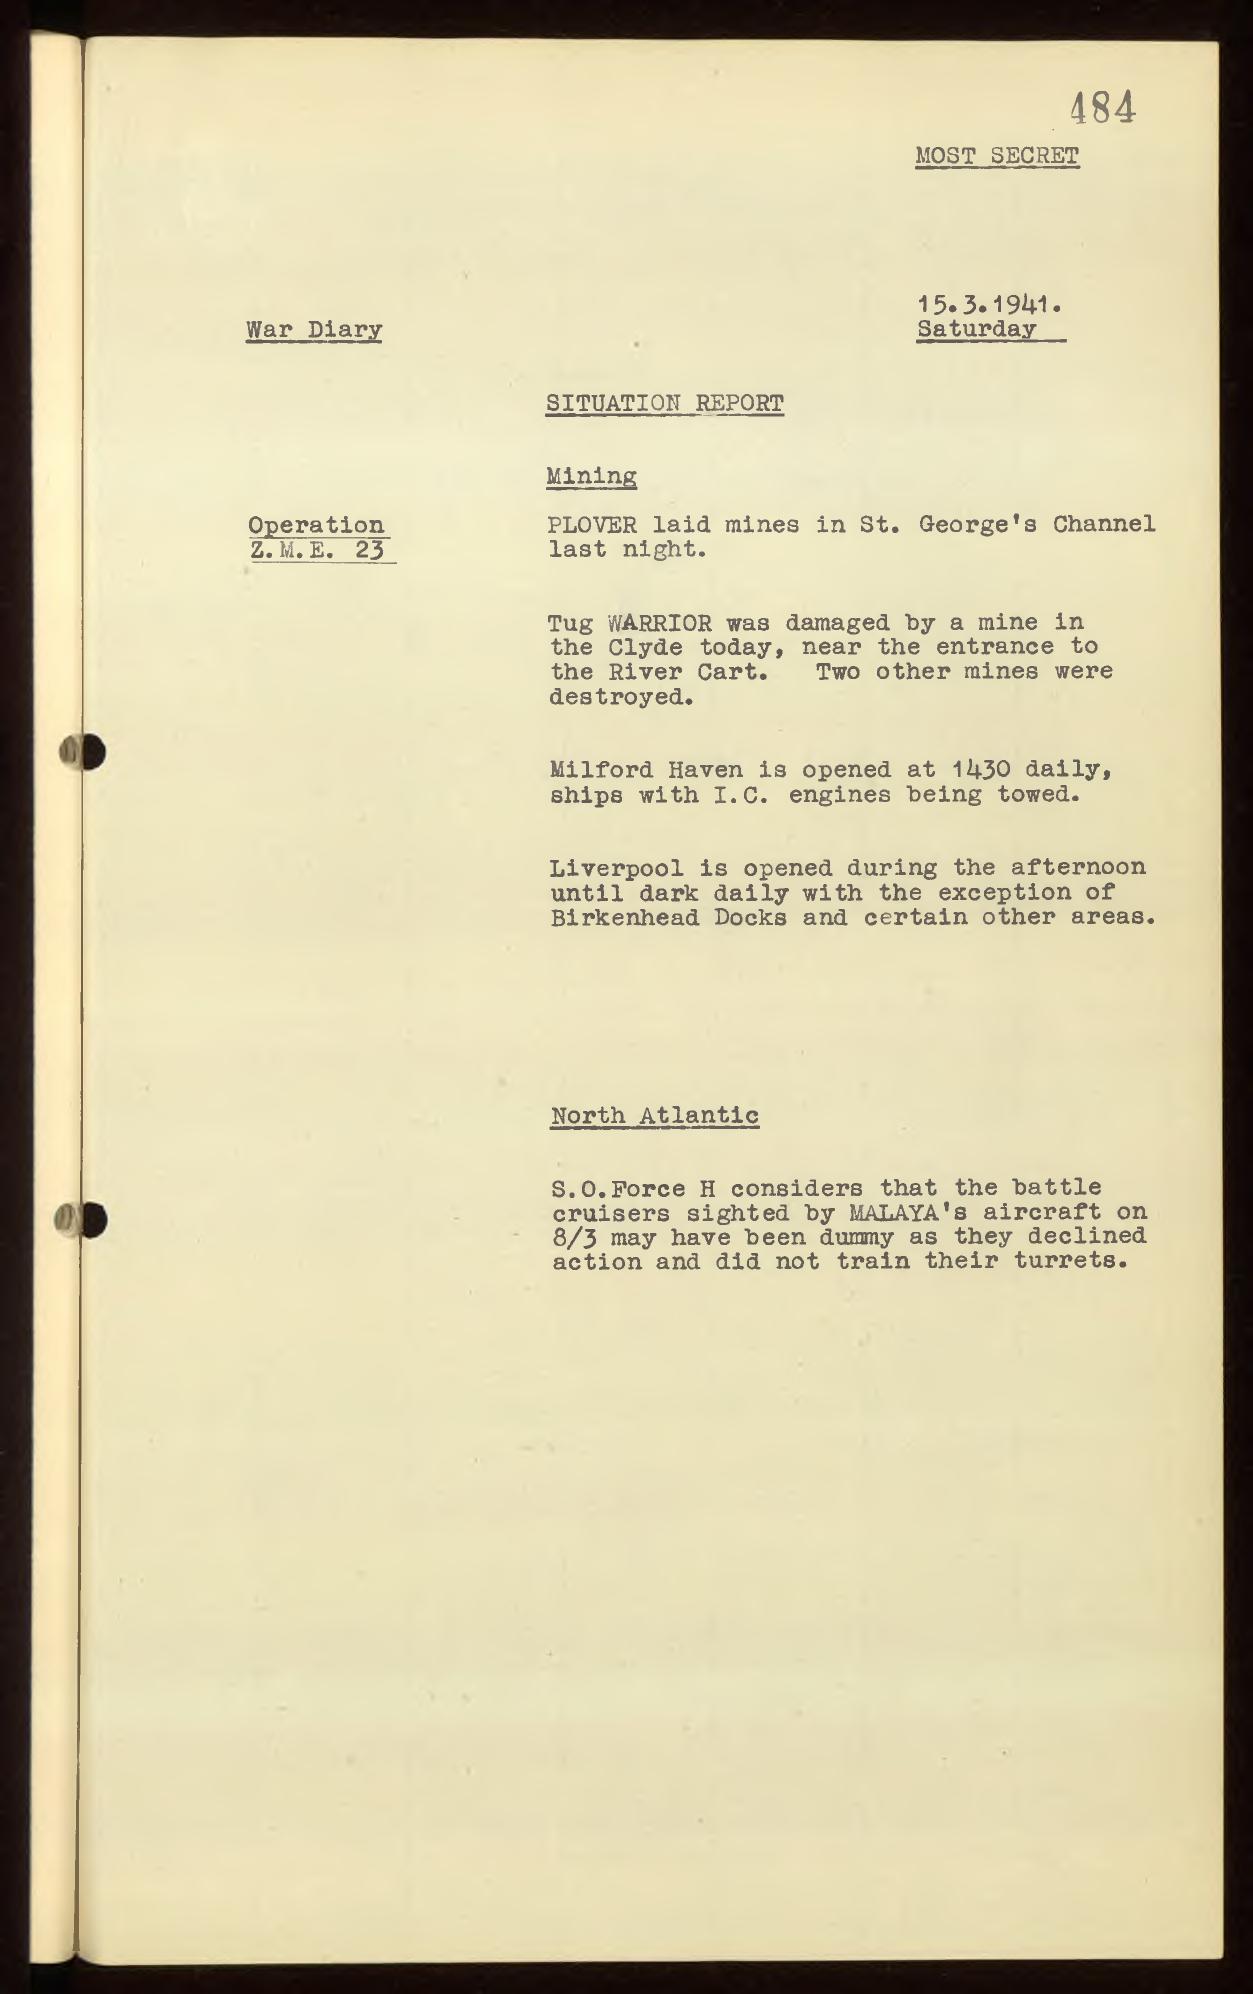 484
MOST SECRET
15.3.1941.
War Diary
Saturday
SITUATION REPORT
Mining
Operation
Z.M.E. 23
PLOVER laid mines in St. George's Channel
last night.
Tug WARRIOR was damaged by a mine in
the Clyde today, near the entrance to
the River Cart. Two other mines were
destroyed.
Milford Haven is opened at 1430 daily,
ships with I.C. engines being towed.
Liverpool is opened during the afternoon
until dark daily with the exception of
Birkenhead Docks and certain other areas.
North Atlantic
S.O.Force H considers that the battle
cruisers sighted by MALAYA's aircraft on
8/3 may have been dummy as they declined
action and did not train their turrets.